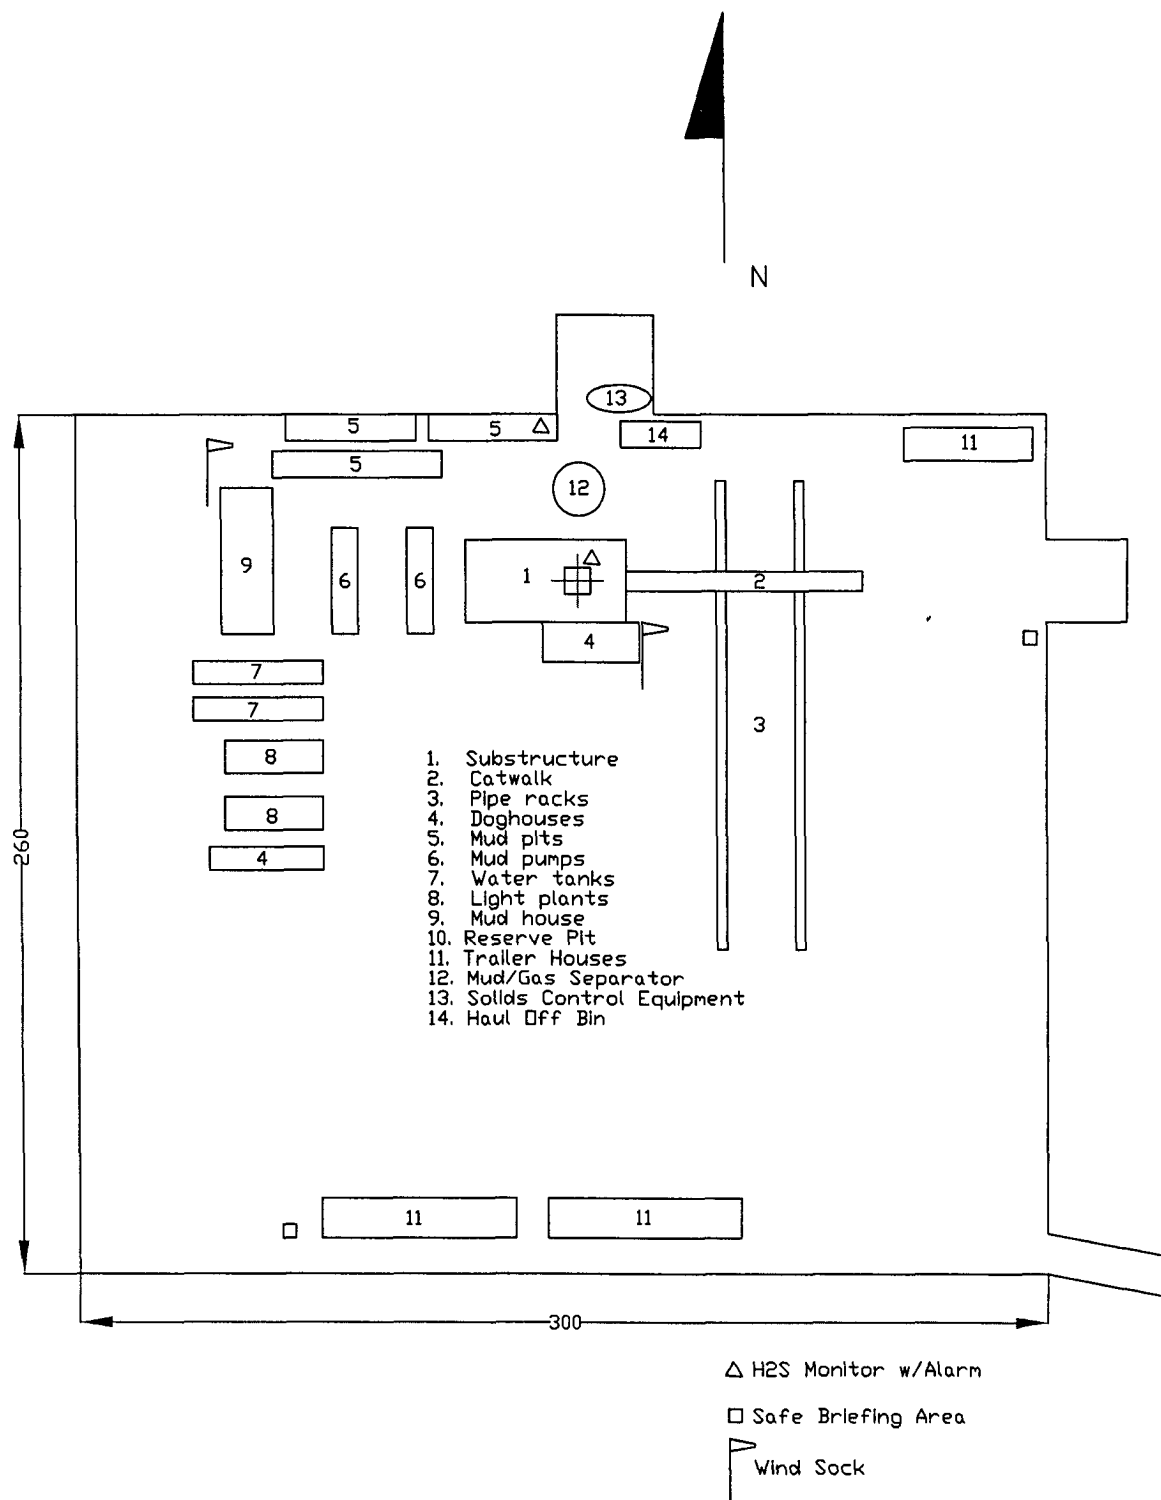 N
13
5
5
14
11
5
12
9
6
6
1
2
4
7
7
3
8
8
4
1. Substructure
2. Catwalk
3. Pipe racks
4. Doghouses
5. Mud pits
6. Mud pumps
7. Water tanks
8. Light plants
9. Mud house
10. Reserve Pit
11. Trailer Houses
12. Mud/Gas Separator
13. Solids Control Equipment
14. Haul Off Bin
260
11
11
300
H2S Monitor w/Alarm
Safe Briefing Area
Wind Sock